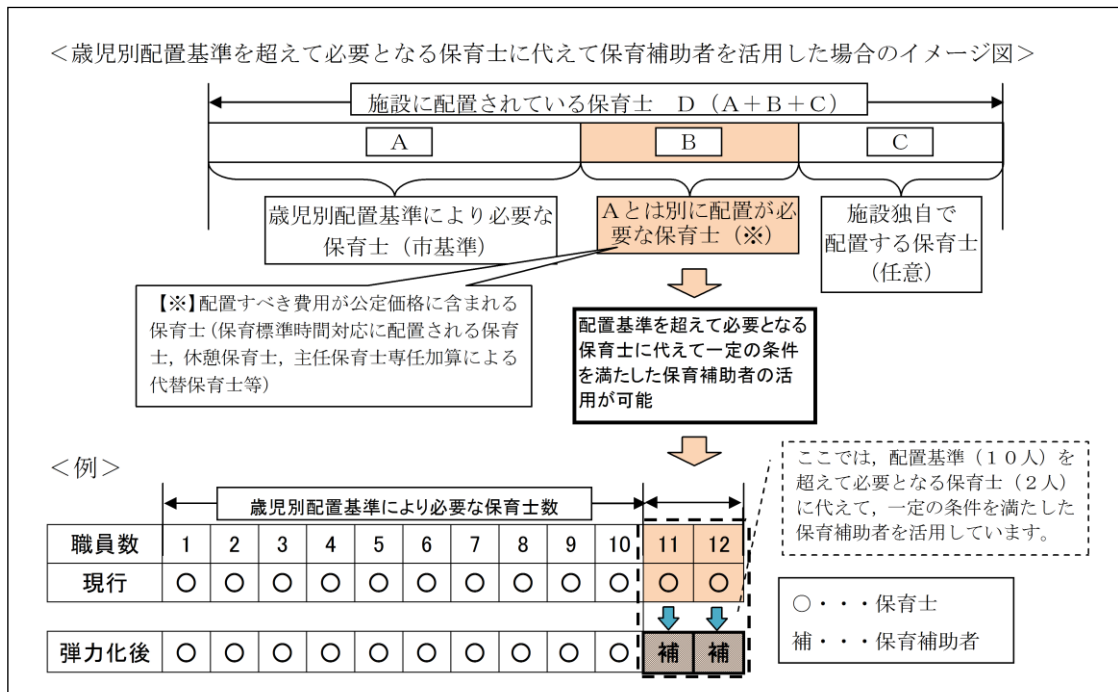 ＜歳児別配置基準を超えて必要となる保育士に代えて保育補助者を活用した場合のイメージ図＞
施設に配置されている保育士　Ｄ（Ａ＋Ｂ＋Ｃ）
Ａ
Ｂ
Ｃ
歳児別配置基準により必要な
保育士（市基準）
Ａとは別に配置が必
要な保育士（※）
施設独自で
配置する保育士
（任意）
【※】配置すべき費用が公定価格に含まれる
保育士（保育標準時間対応に配置される保育
士，休憩保育士，主任保育士専任加算による
代替保育士等）
配置基準を超えて必要となる
保育士に代えて一定の条件
を満たした保育補助者の活
用が可能
＜例＞
ここでは，配置基準（１０人）を
超えて必要となる保育士（２人）
に代えて，一定の条件を満たした
保育補助者を活用しています。
歳児別配置基準により必要な保育士数
職員数 1 2 3 4 5 6 7 8 9 10 11 12
現行 ○ ○ ○ ○ ○ ○ ○ ○ ○ ○ ○ ○
弾力化後 ○ ○ ○ ○ ○ ○ ○ ○ ○ ○ 補 補
○・・・保育士
補・・・保育補助者